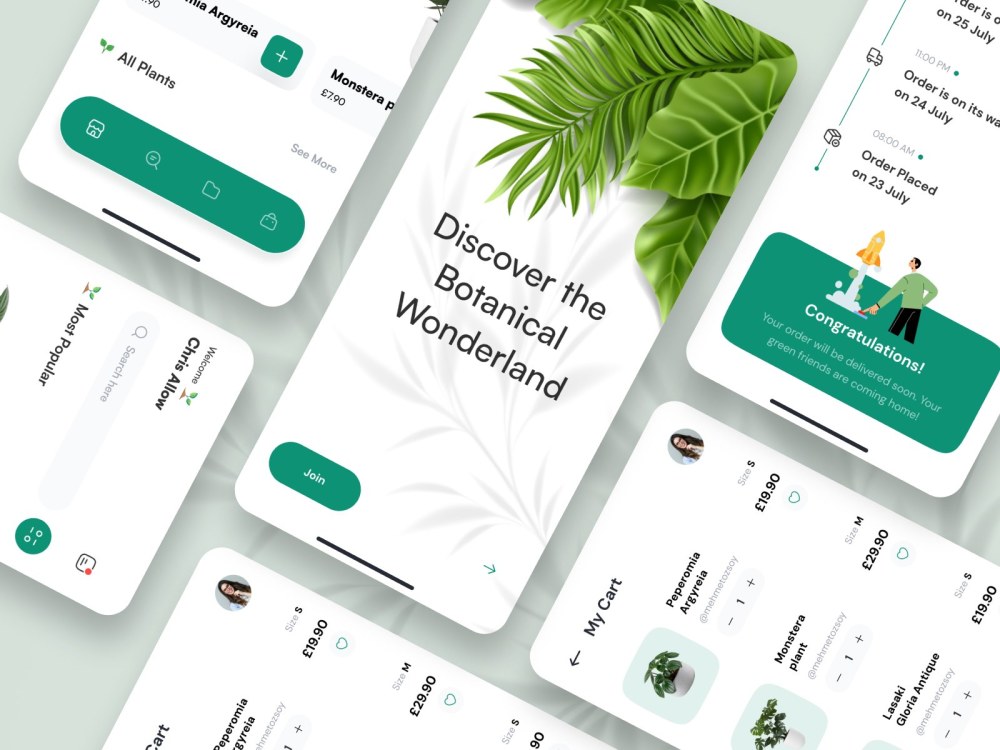 .90
mia Argyreia
All Plants
See More
Monstera p
£7.90
Discover the
Botanical
Wonderland
Join
on 25 July
11:00 PM
Order is on its wa
on 24 July
08:00 AM
Order Placed
on 23 July
Congratulations!
Your order will be delivered soon. Your
green friends are coming home!
Welcome
Chris Allow
Search here
Most Popular
My Cart
Peperomia
Argyreia
@mehmetozsoy
- 1 +
Size S
£19.90
Monstera
plant
@mehmetozsoy
- 1 +
Size M
£29.90
Lasaki
Gloria Antique
@mehmetozsoy
- 1 +
Size S
£19.90
Cart
Peperomia
Argyreia
@mehmetozsoy
+
Size S
£19.90
Size M
£29.90
Size S
.90